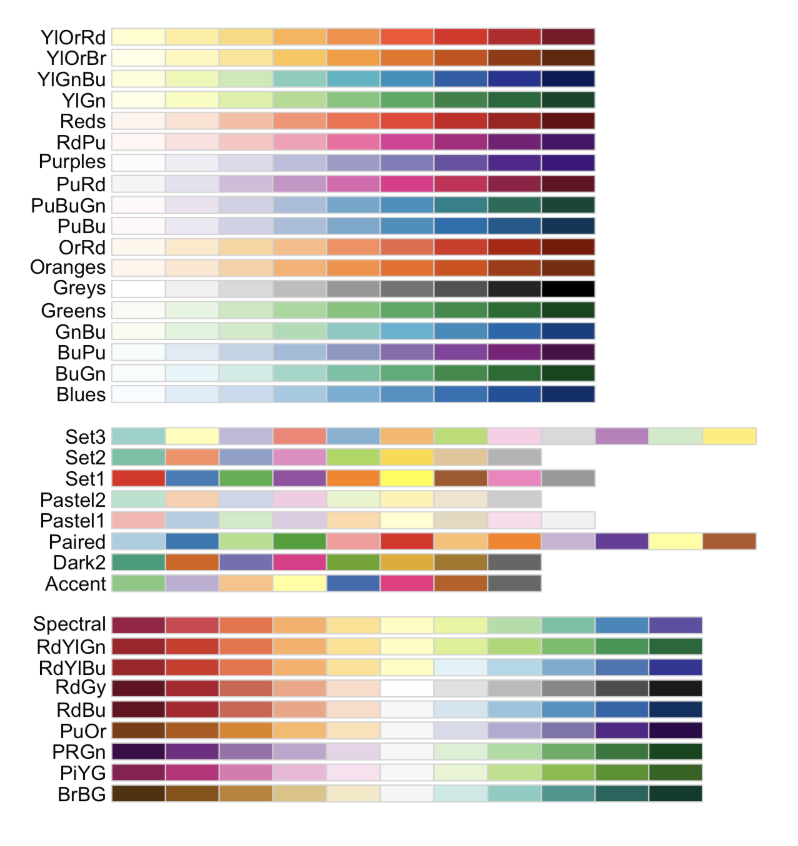 YlOrRd
YlOrBr
YlGnBu
YlGn
Reds
RdPu
Purples
PuRd
PuBuGn
PuBu
OrRd
Oranges
Greys
Greens
GnBu
BuPu
BuGn
Blues
Set3
Set2
Set1
Pastel2
Pastel1
Paired
Dark2
Accent
Spectral
RdYlGn
RdYlBu
RdGy
RdBu
PuOr
PRGn
PiYG
BrBG